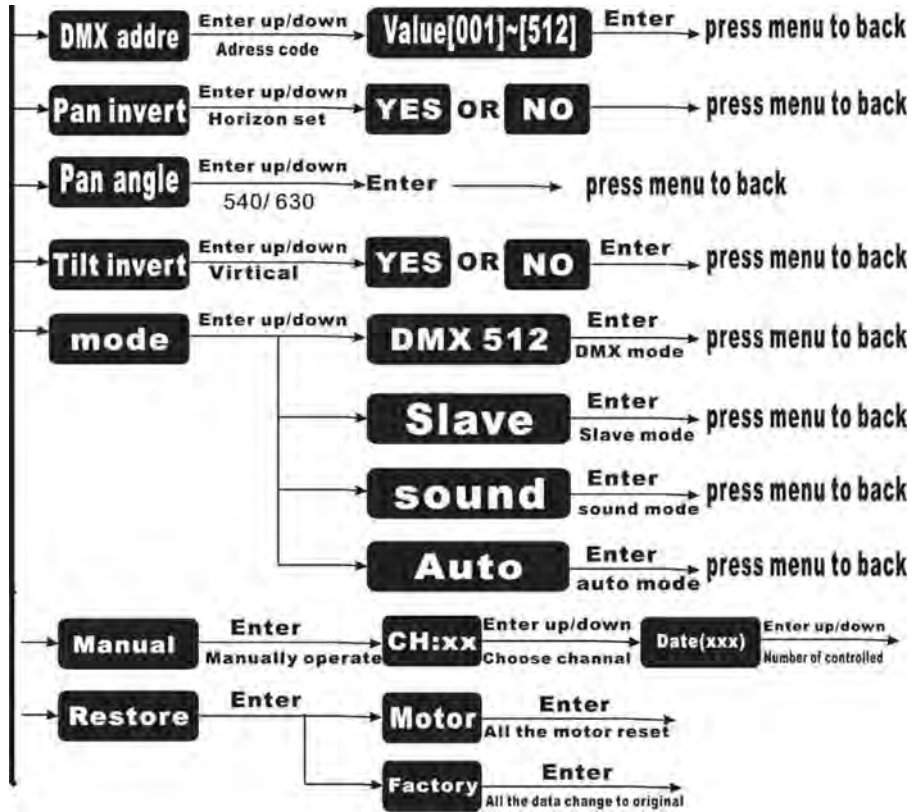 DMX addre Enter up/down Value[001]~[512] Enter press menu to back
Adress code
Pan invert Enter up/down YES OR NO press menu to back
Horizon set
Pan angle Enter up/down Enter press menu to back
540/ 630
Tilt invert Enter up/down YES OR NO Enter press menu to back
Virtical
mode Enter up/down DMX 512 Enter press menu to back
DMX mode
Slave Enter press menu to back
Slave mode
sound Enter press menu to back
sound mode
Auto Enter press menu to back
auto mode
Manual Enter CH:xx Enter up/down Date(xxx) Enter up/down
Manually operate Choose channal Number of controlled
Restore Enter Motor Enter
All the motor reset
Factory Enter
All the data change to original